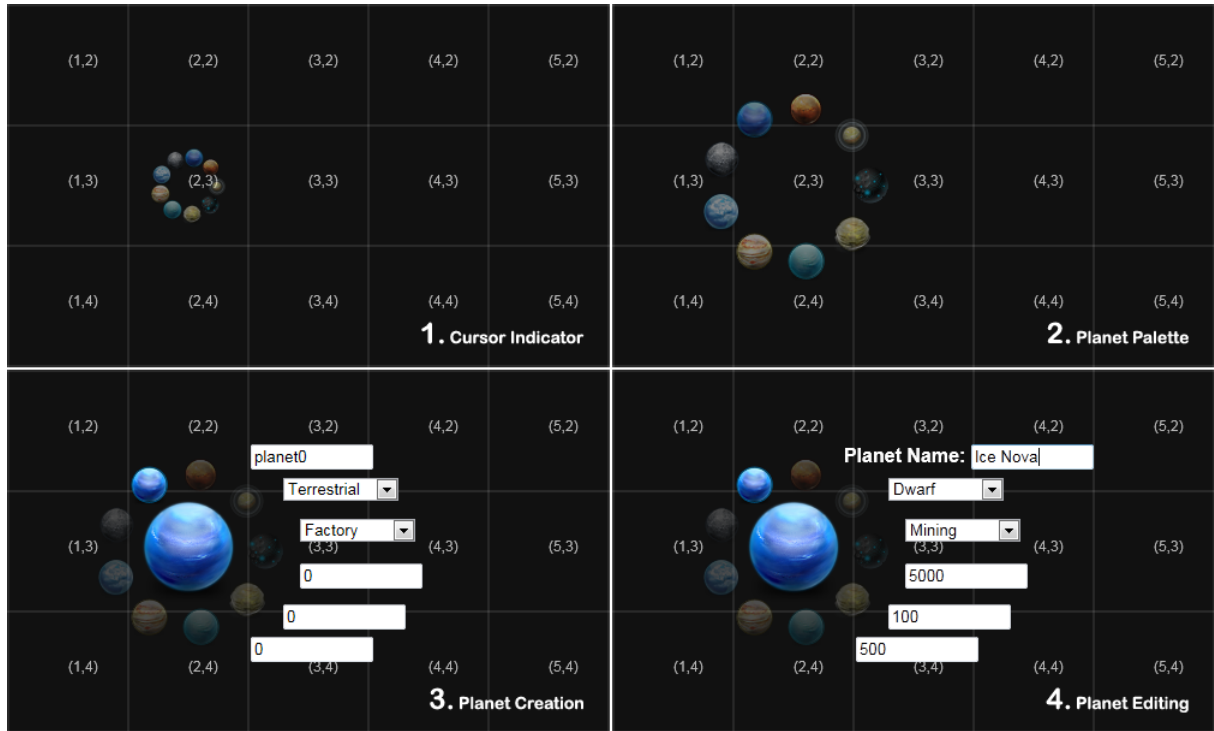 (1,2) (2,2) (3,2) (4,2) (5,2)
(1,3) (2,3) (3,3) (4,3) (5,3)
(1,4) (2,4) (3,4) (4,4) (5,4)
1. Cursor Indicator
(1,2) (2,2) (3,2) (4,2) (5,2)
(1,3) (2,3) (3,3) (4,3) (5,3)
(1,4) (2,4) (3,4) (4,4) (5,4)
2. Planet Palette
(1,2) (2,2) (3,2) (4,2) (5,2)
planet0
Terrestrial
Factory
(1,3) (3,3) (4,3) (5,3)
0
0
0
(1,4) (2,4) (3,4) (4,4) (5,4)
3. Planet Creation
(1,2) (2,2) (3,2) (4,2) (5,2)
Planet Name: Ice Nova
Dwarf
Mining
(1,3) (3,3) (4,3) (5,3)
5000
100
500
(1,4) (2,4) (3,4) (4,4) (5,4)
4. Planet Editing